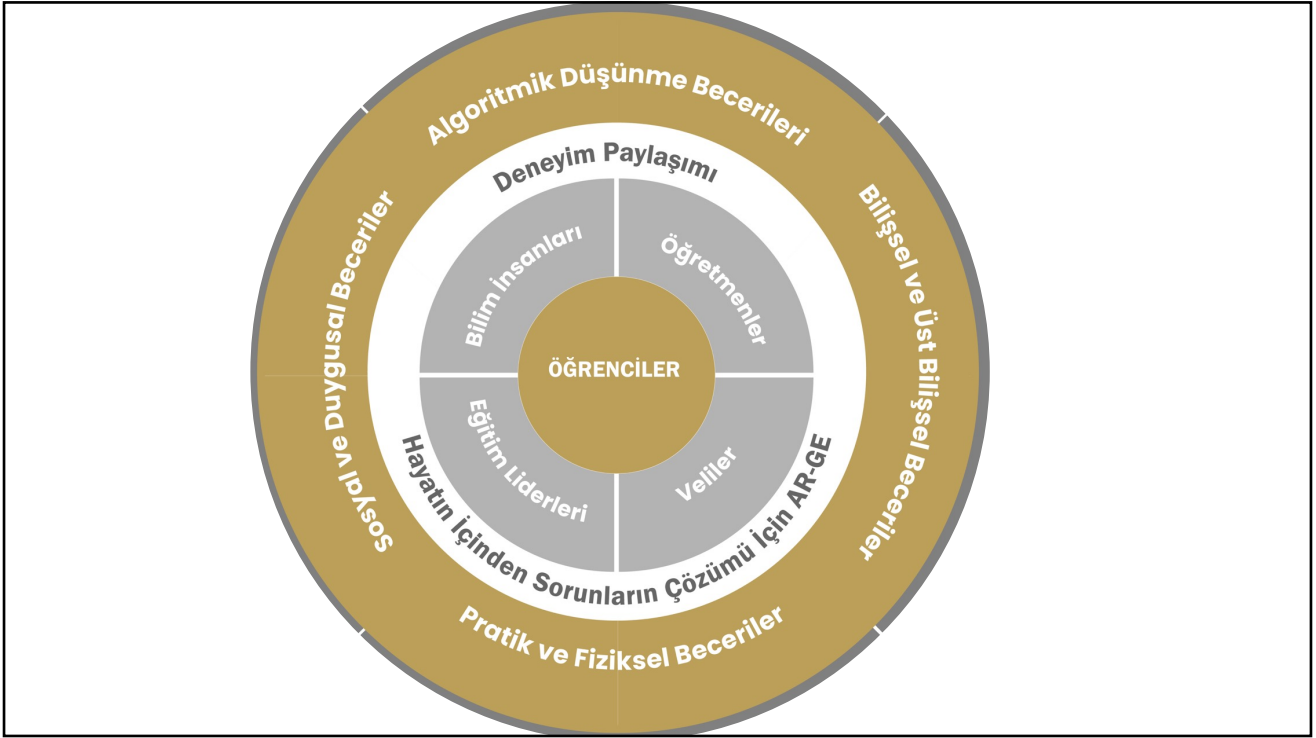 Algoritmik Düşünme Becerileri
Bilişsel ve Üst Bilişsel Beceriler
Pratik ve Fiziksel Beceriler
Sosyal ve Duygusal Beceriler
Deneyim Paylaşımı
Hayatın İçinden Sorunların Çözümü İçin AR-GE
Bilim İnsanları
Öğretmenler
Veliler
Eğitim Liderleri
ÖĞRENCİLER